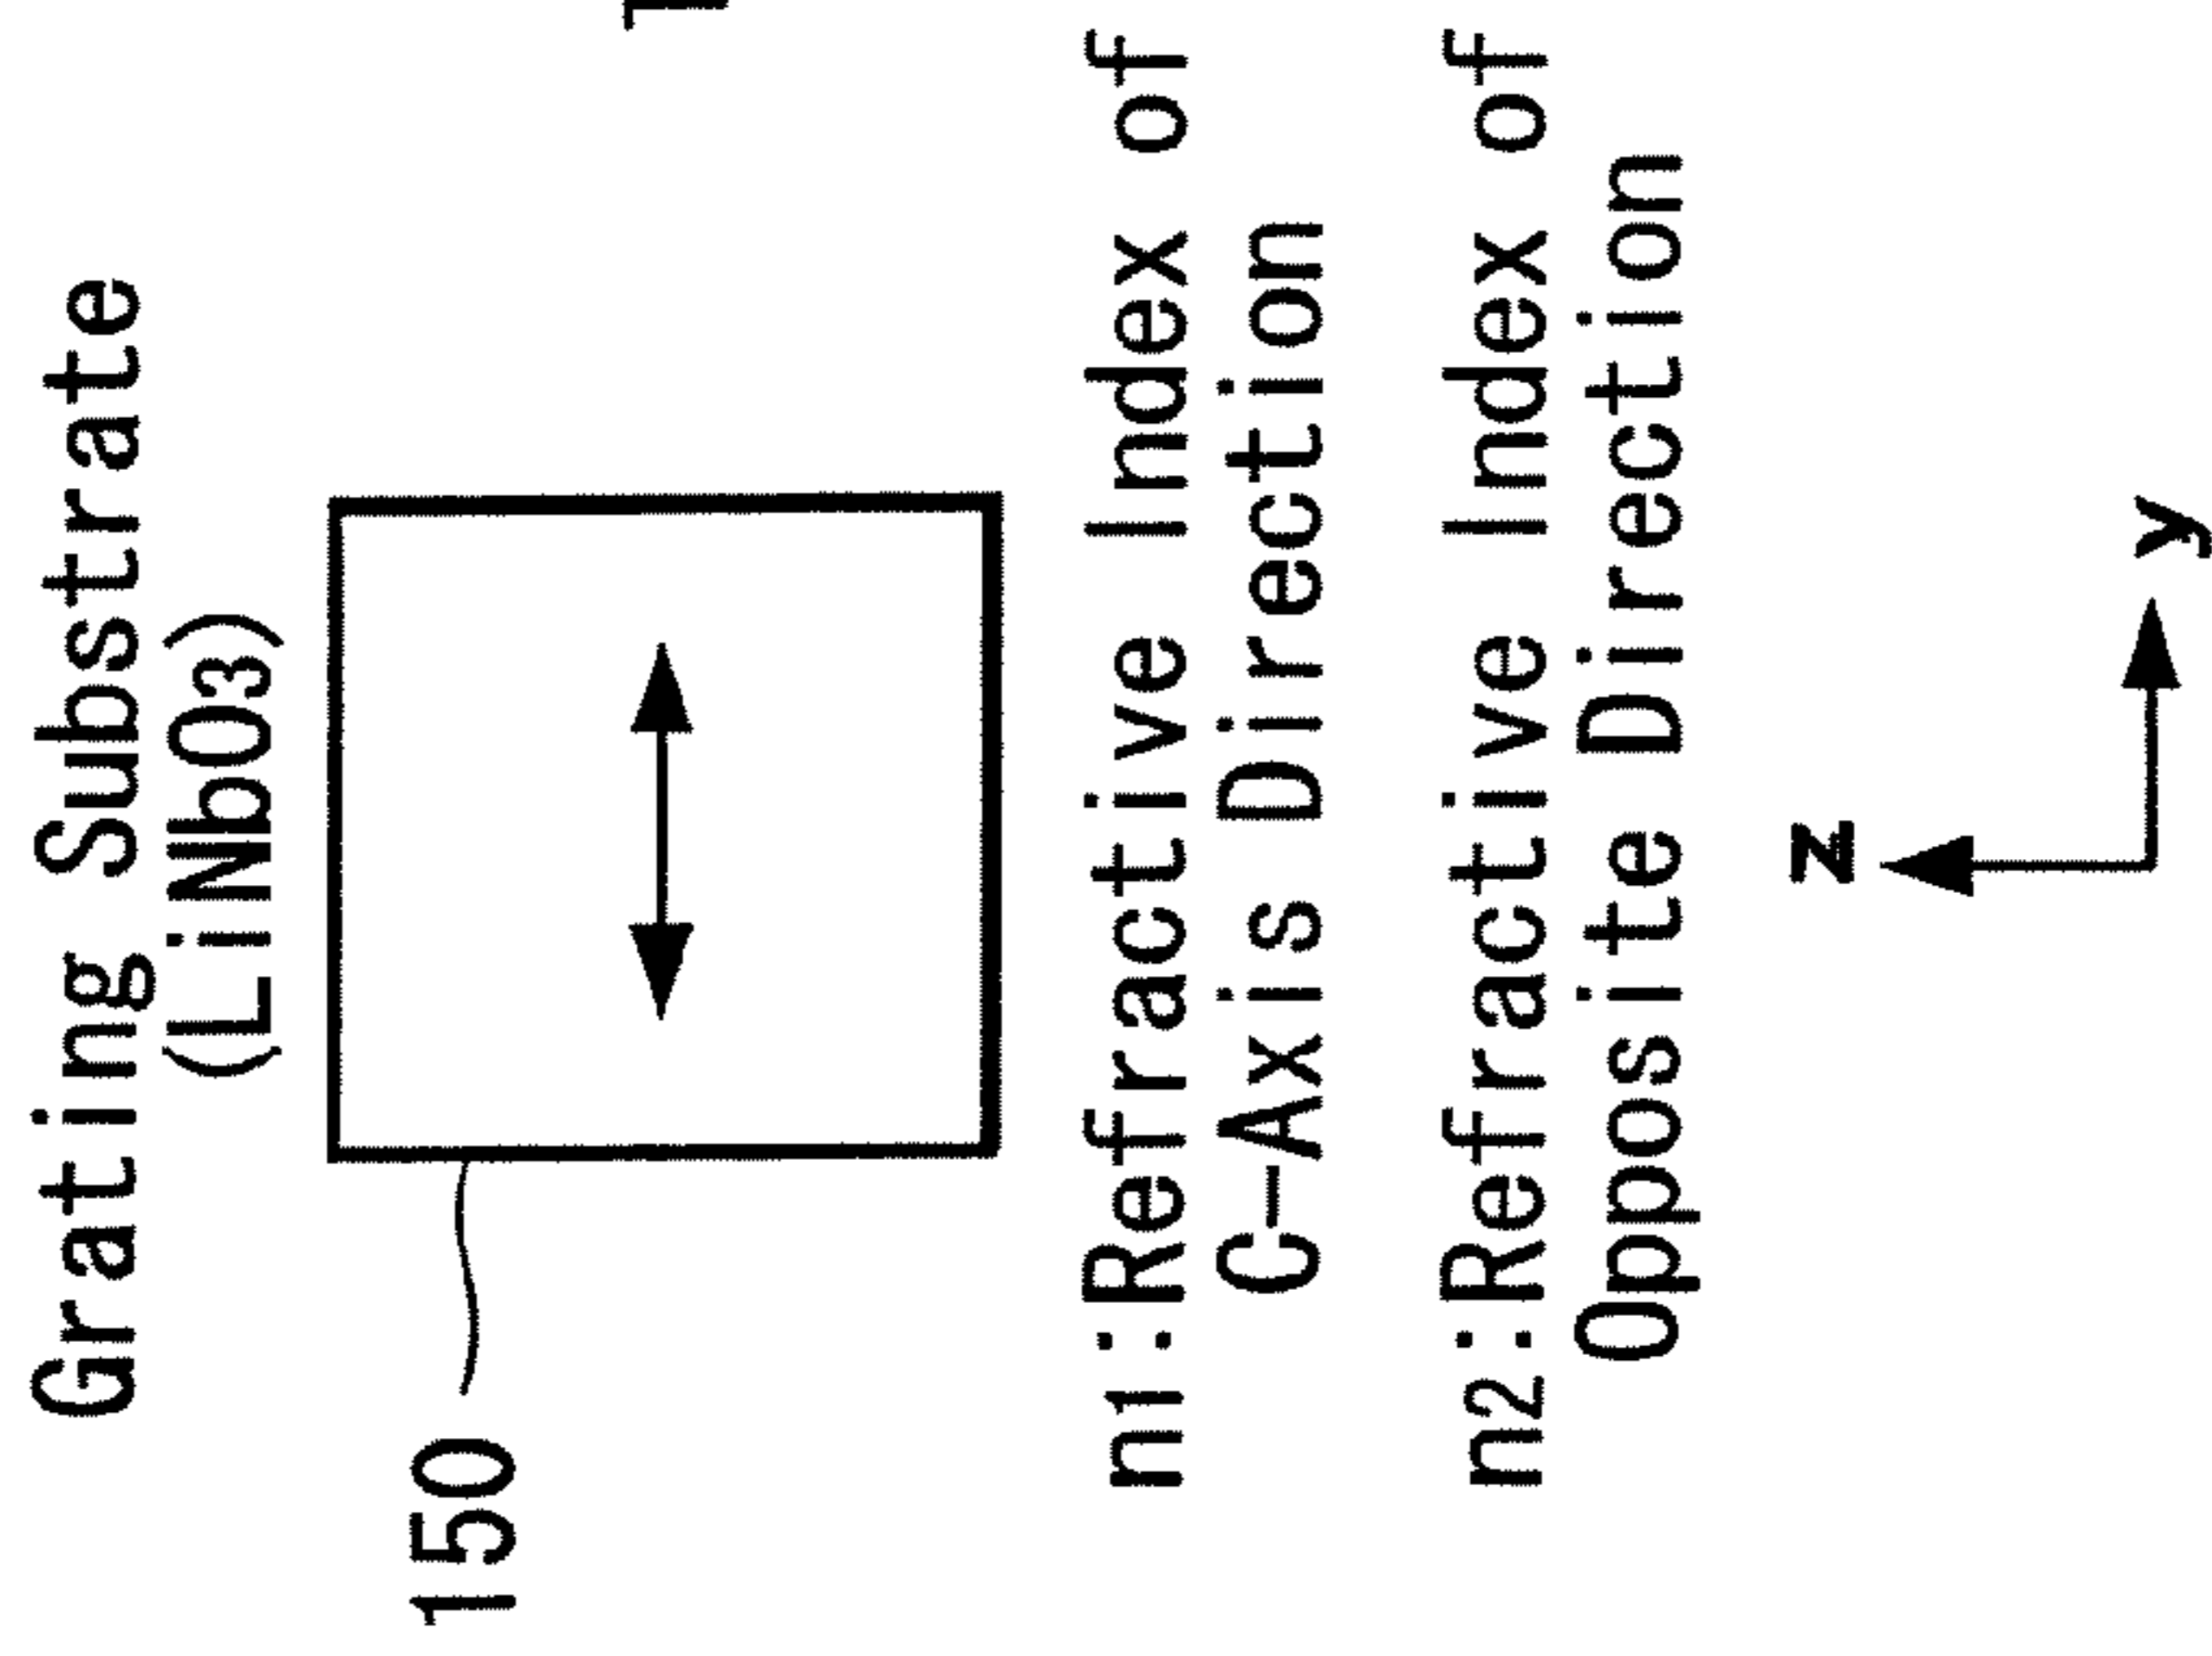 Grating Substrate
(LiNbO3)
150
n1:Refractive Index of
C-Axis Direction
n2:Refractive Index of
Opposite Direction
z
y